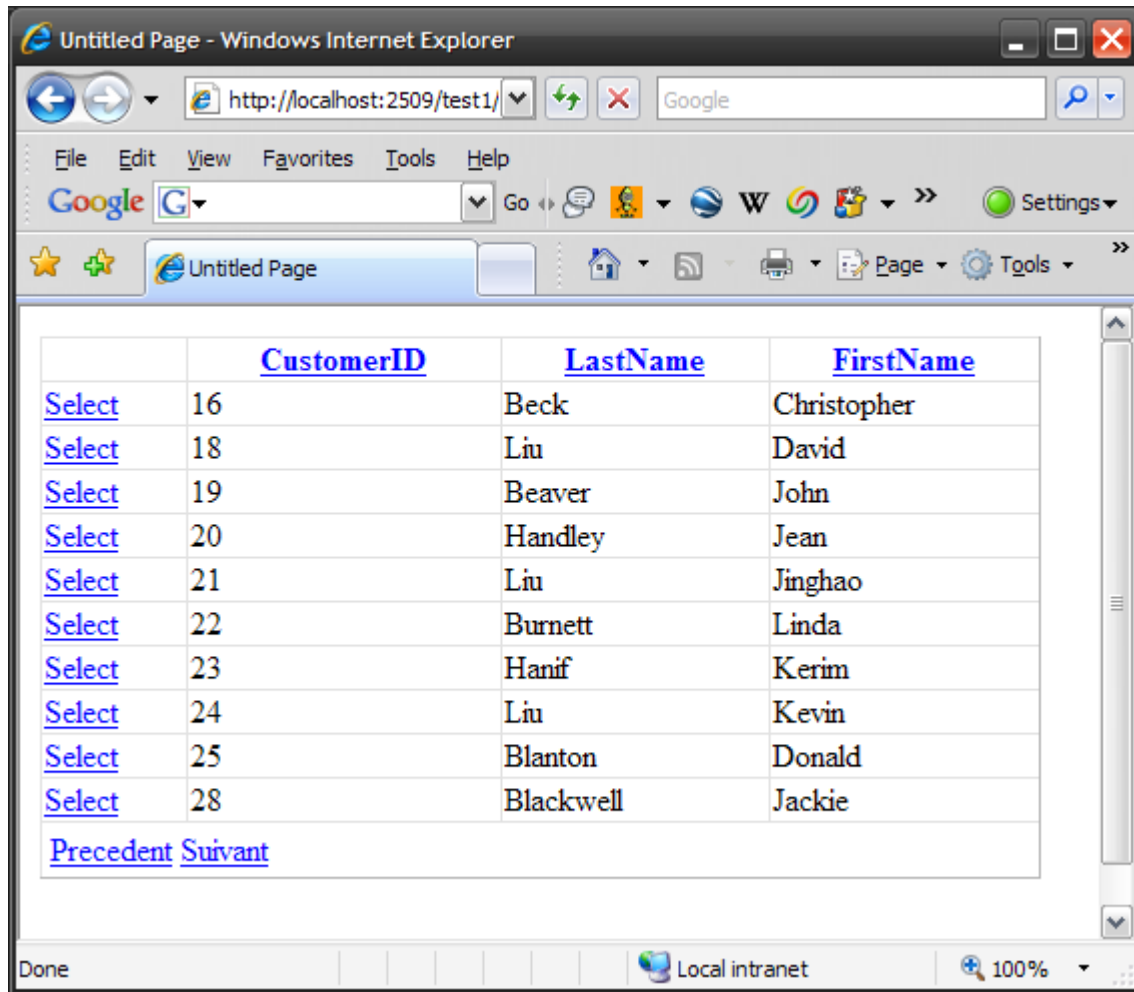 Untitled Page - Windows Internet Explorer
http://localhost:2509/test1/ Google
File Edit View Favorites Tools Help
Google G Go W » Settings
Untitled Page Page Tools »
CustomerID LastName FirstName
Select 16 Beck Christopher
Select 18 Liu David
Select 19 Beaver John
Select 20 Handley Jean
Select 21 Liu Jinghao
Select 22 Burnett Linda
Select 23 Hanif Kerim
Select 24 Liu Kevin
Select 25 Blanton Donald
Select 28 Blackwell Jackie
Precedent Suivant
Done Local intranet 100%